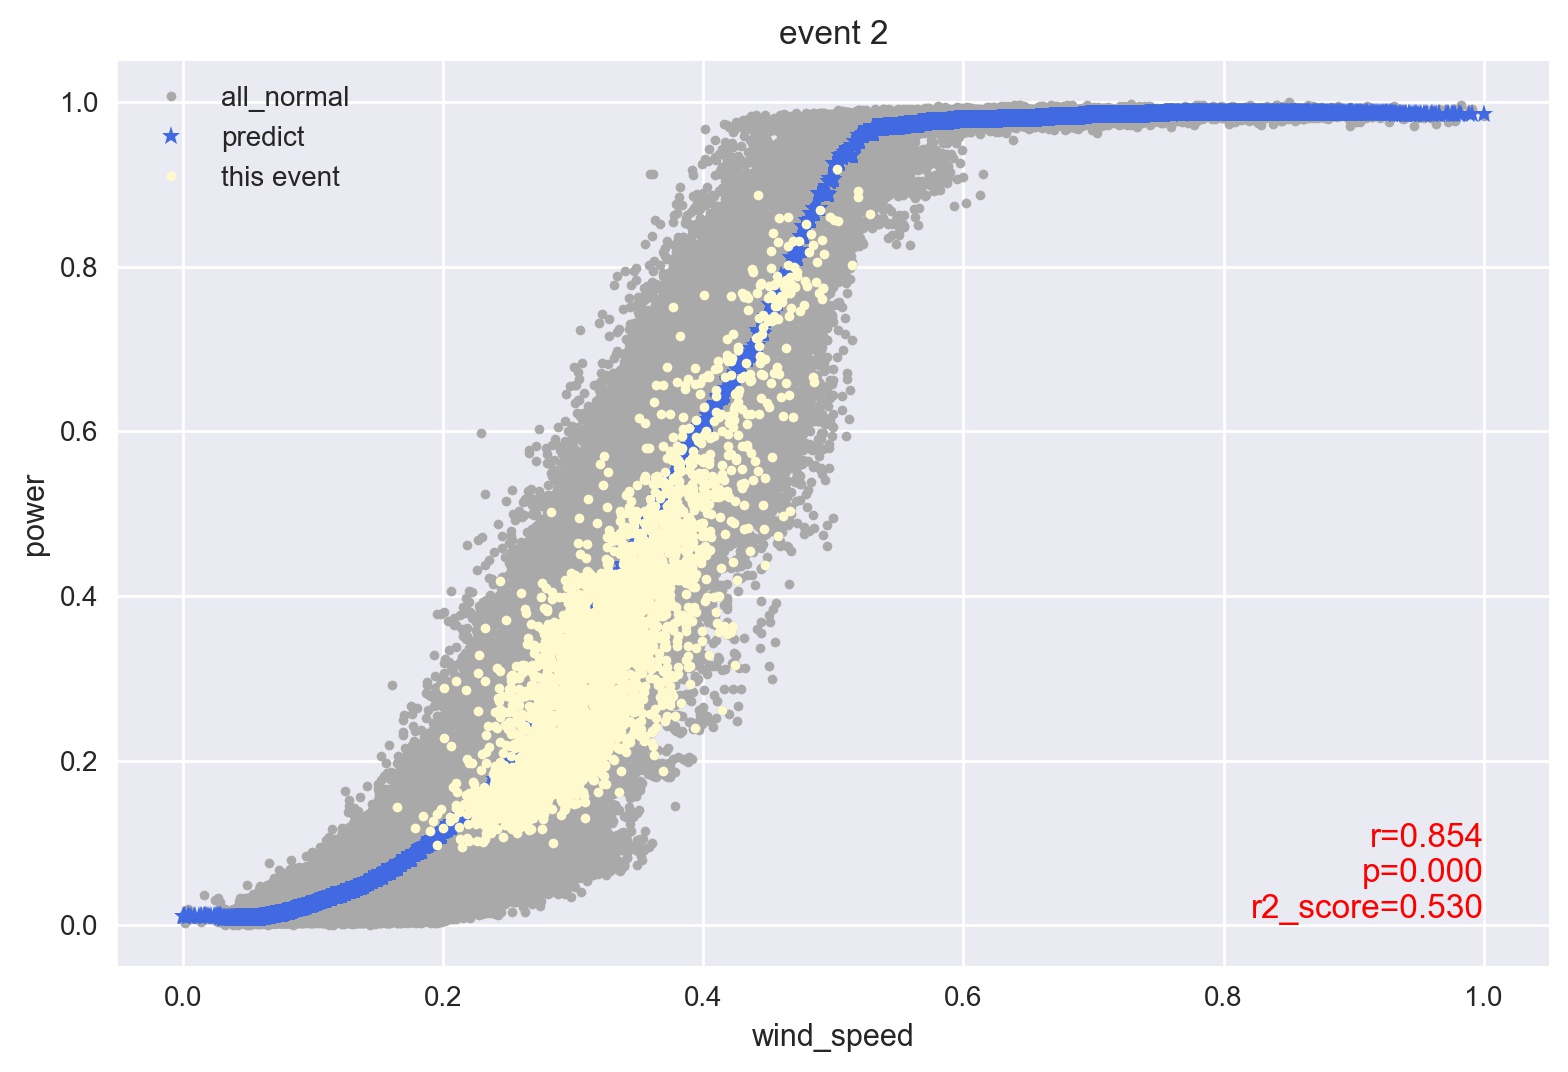 event 2
all_normal
predict
this event
power
1.0
0.8
0.6
0.4
0.2
0.0
r=0.854
p=0.000
r2_score=0.530
0.0 0.2 0.4 0.6 0.8 1.0
wind_speed